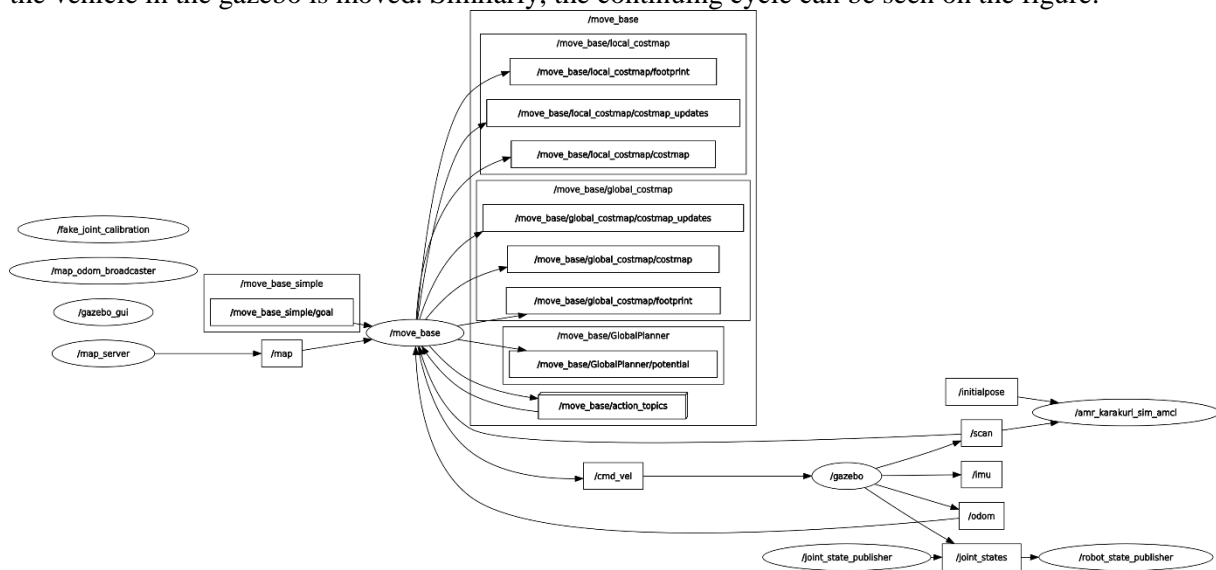 the vehicle in the gazebo is moved. Similarly, the continuing cycle can be seen on the figure.
/move_base
/move_base/local_costmap
/move_base/local_costmap/footprint
/move_base/local_costmap/costmap_updates
/move_base/local_costmap/costmap
/move_base/global_costmap
/move_base/global_costmap/costmap_updates
/fake_joint_calibration
/move_base/global_costmap/costmap
/map_odom_broadcaster
/move_base_simple
/move_base/global_costmap/footprint
/gazebo_gui
/move_base_simple/goal
/move_base
/move_base/GlobalPlanner
/map_server
/map
/move_base/GlobalPlanner/potential
/initialpose
/move_base/action_topics
/amr_karakuri_sim_amcl
/scan
/cmd_vel
/gazebo
/imu
/odom
/joint_state_publisher
/joint_states
/robot_state_publisher